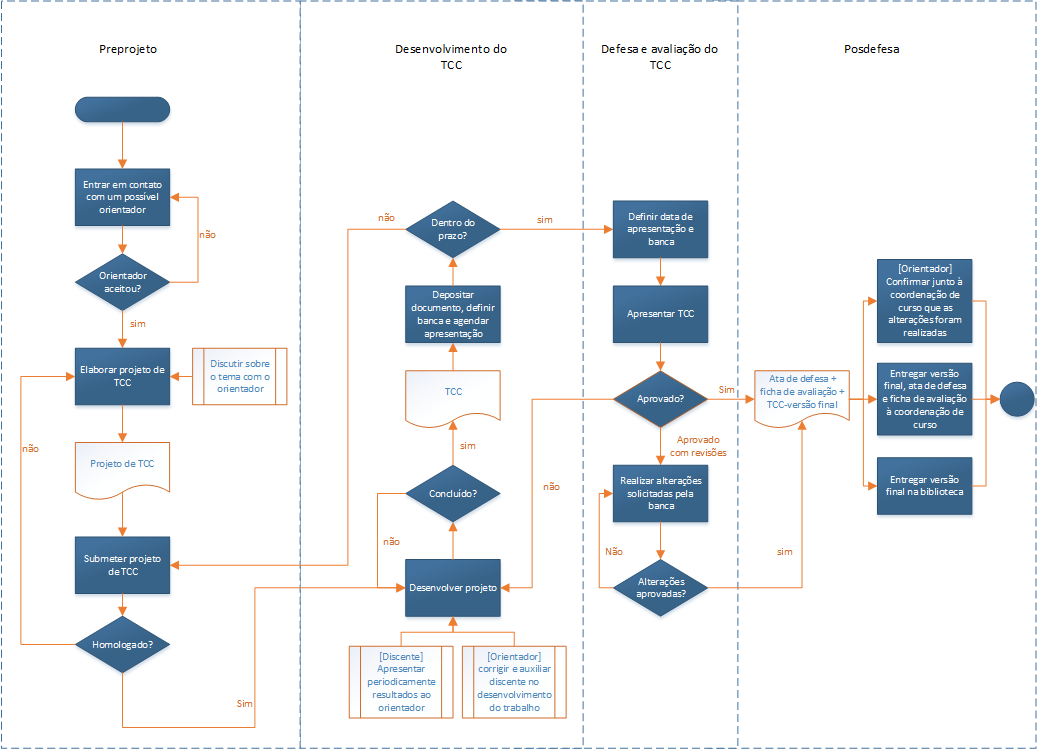 Preprojeto
Entrar em contato
com um possível
orientador
não
Orientador
aceitou?
sim
Elaborar projeto de
TCC
Discutir sobre
o tema com o
orientador
não
Projeto de TCC
Submeter projeto
de TCC
Homologado?
Sim
Desenvolvimento do
TCC
não
Dentro do
prazo?
sim
Depositar
documento, definir
banca e agendar
apresentação
TCC
sim
Concluído?
não
não
Desenvolver projeto
[Discente]
Apresentar
periodicamente
resultados ao
orientador
[Orientador]
corrigir e auxiliar
discente no
desenvolvimento
do trabalho
Defesa e avaliação do
TCC
Definir data de
apresentação e
banca
Apresentar TCC
Aprovado?
Sim
Aprovado
com revisões
Realizar alterações
solicitadas pela
banca
Não
Alterações
aprovadas?
sim
Posdefesa
Ata de defesa +
ficha de avaliação +
TCC-versão final
[Orientador]
Confirmar junto à
coordenação de
curso que as
alterações foram
realizadas
Entregar versão
final, ata de defesa
e ficha de avaliação
à coordenação de
curso
Entregar versão
final na biblioteca